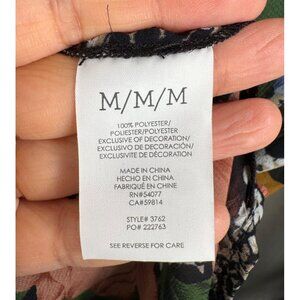 M/M/M
100% POLYESTER/
POLIESTER/POLYESTER
EXCLUSIVE OF DECORATION/
EXCLUSIVO DE DECORACIÓN/
EXCLUSIVITÉ DE DÉCORATION
MADE IN CHINA
HECHO EN CHINA
FABRIQUÉ EN CHINE
RN#54077
CA#59814
STYLE# 3762
PO# 222763
SEE REVERSE FOR CARE